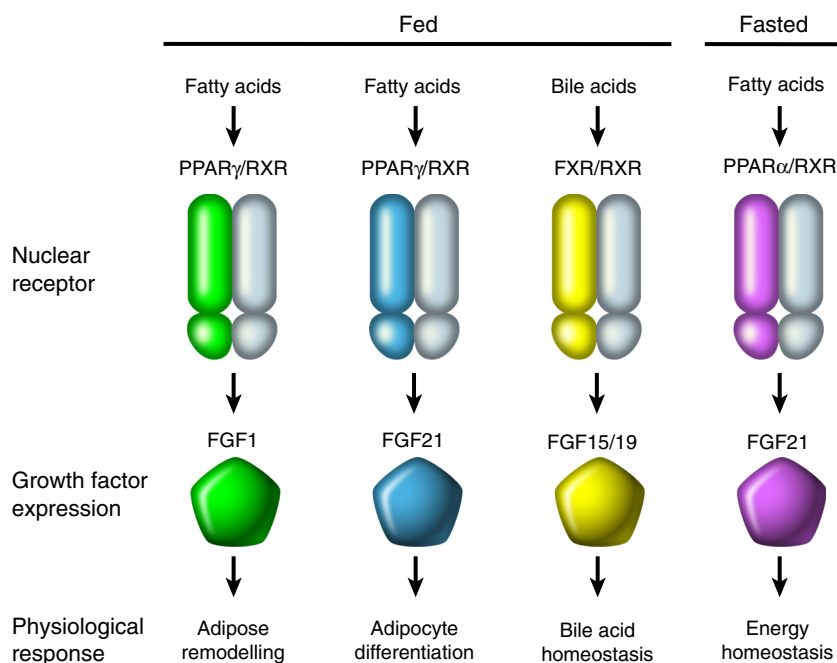 Fed
Fasted
Fatty acids
Fatty acids
Bile acids
Fatty acids
PPARγ/RXR
PPARγ/RXR
FXR/RXR
PPARα/RXR
Nuclear
receptor
FGF1
FGF21
FGF15/19
FGF21
Growth factor
expression
Physiological
response
Adipose
remodelling
Adipocyte
differentiation
Bile acid
homeostasis
Energy
homeostasis